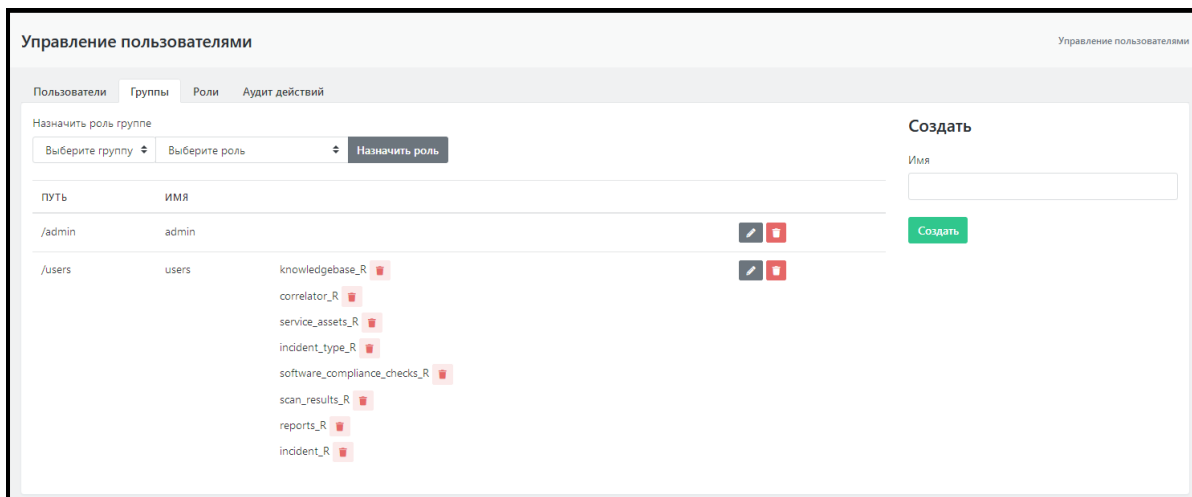 Управление пользователями
Управление пользователями
Пользователи Группы Роли Аудит действий
Назначить роль группе
Выберите группу Выберите роль Назначить роль
ПУТЬ ИМЯ
/admin admin
/users users knowledgebase_R
correlator_R
service_assets_R
incident_type_R
software_compliance_checks_R
scan_results_R
reports_R
incident_R
Создать
Имя
Создать